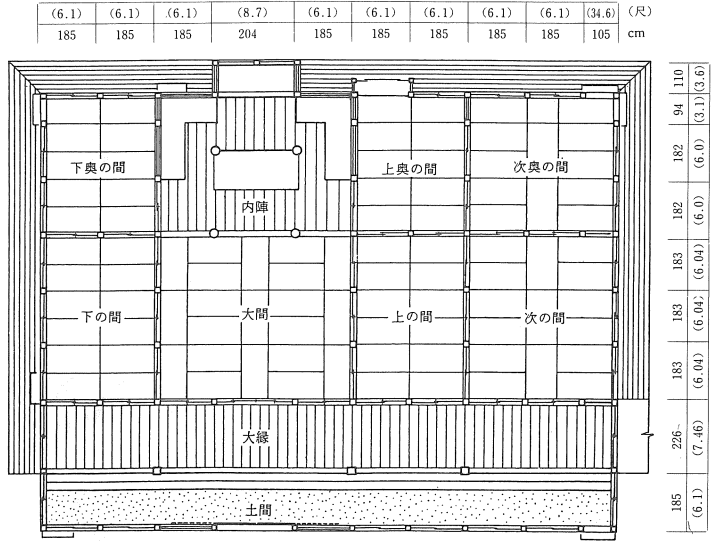 (6.1) (6.1) (6.1) (8.7) (6.1) (6.1) (6.1) (6.1) (6.1) (34.6) (尺)
185 185 185 204 185 185 185 185 185 105 cm
110 (3.6)
94 (3.1)
下奥の間 上奥の間 次奥の間
182 (6.0)
内陣
182 (6.0)
183 (6.04)
下の間 大間 上の間 次の間
183 (6.04)
183 (6.04)
大縁
226 (7.46)
土間
185 (6.1)